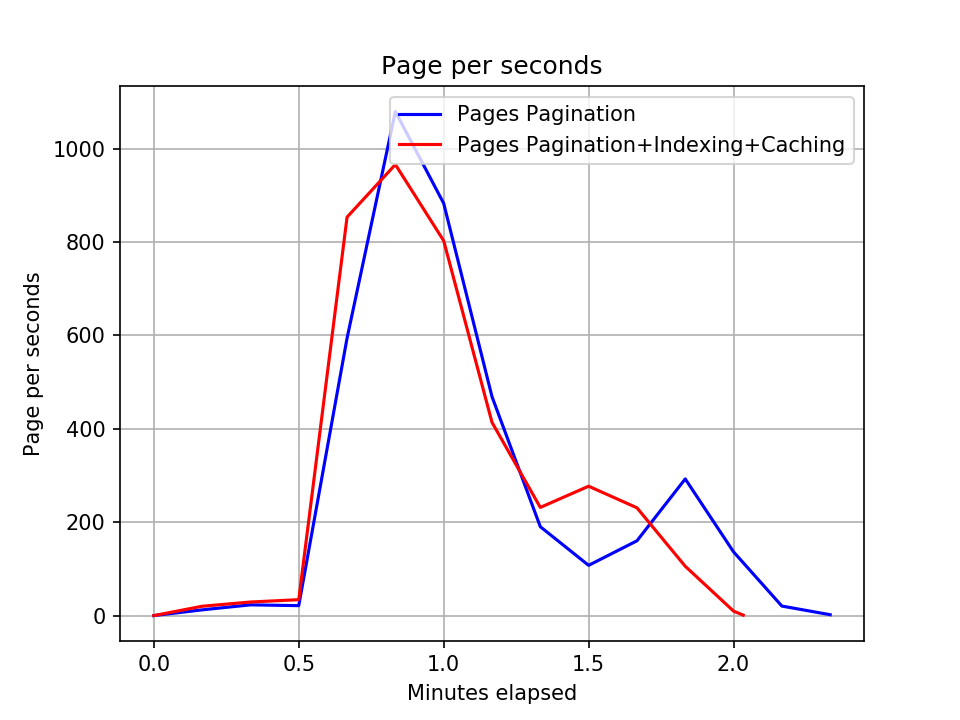 Page per seconds
Pages Pagination
Pages Pagination+Indexing+Caching
Page per seconds
1000
800
600
400
200
0
0.0 0.5 1.0 1.5 2.0
Minutes elapsed